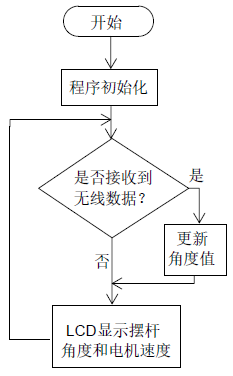 开始
程序初始化
是否接收到
无线数据？
是
否
更新
角度值
LCD显示摆杆
角度和电机速度